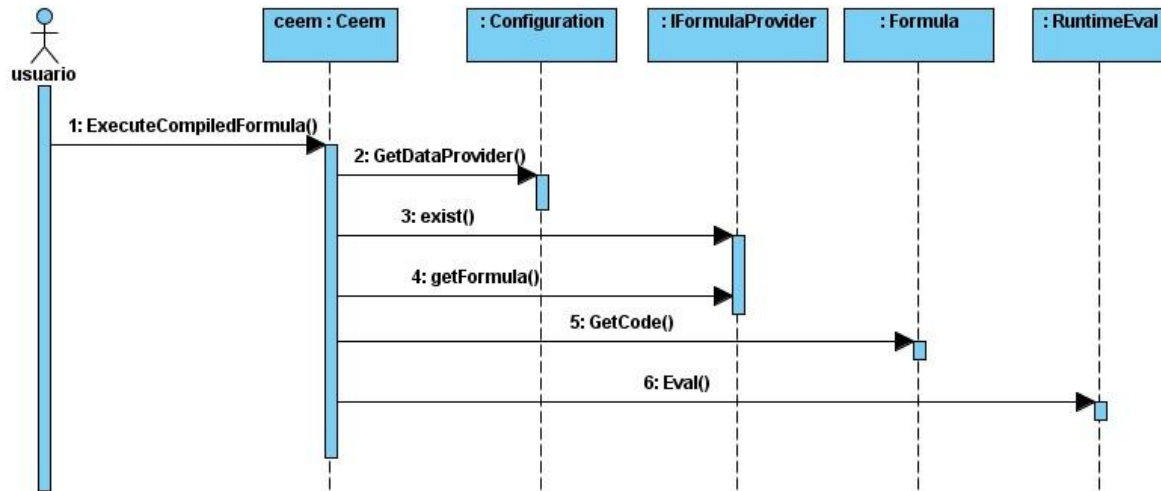 ceem : Ceem
: Configuration
: IFormulaProvider
: Formula
: RuntimeEval
usuario
1: ExecuteCompiledFormula()
2: GetDataProvider()
3: exist()
4: getFormula()
5: GetCode()
6: Eval()